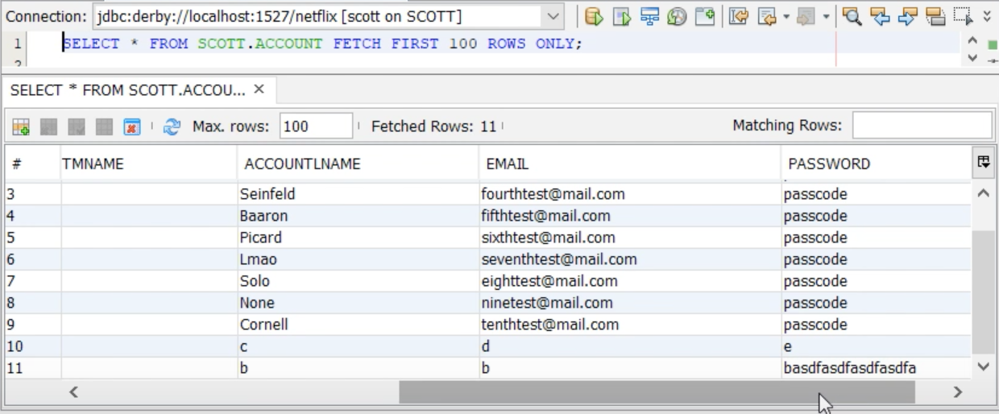 Connection: jdbc:derby://localhost:1527/netflix [scott on SCOTT]
1 SELECT * FROM SCOTT.ACCOUNT FETCH FIRST 100 ROWS ONLY;
2
SELECT * FROM SCOTT.ACCOU... ×
Max. rows: 100 Fetched Rows: 11 Matching Rows:
# TMNAME ACCOUNTLNAME EMAIL PASSWORD
3 Seinfeld fourthtest@mail.com passcode
4 Baaron fifthtest@mail.com passcode
5 Picard sixthtest@mail.com passcode
6 Lmao seventhtest@mail.com passcode
7 Solo eighttest@mail.com passcode
8 None ninetest@mail.com passcode
9 Cornell tenthtest@mail.com passcode
10 c d e
11 b b basdfasdfasdfasdfa